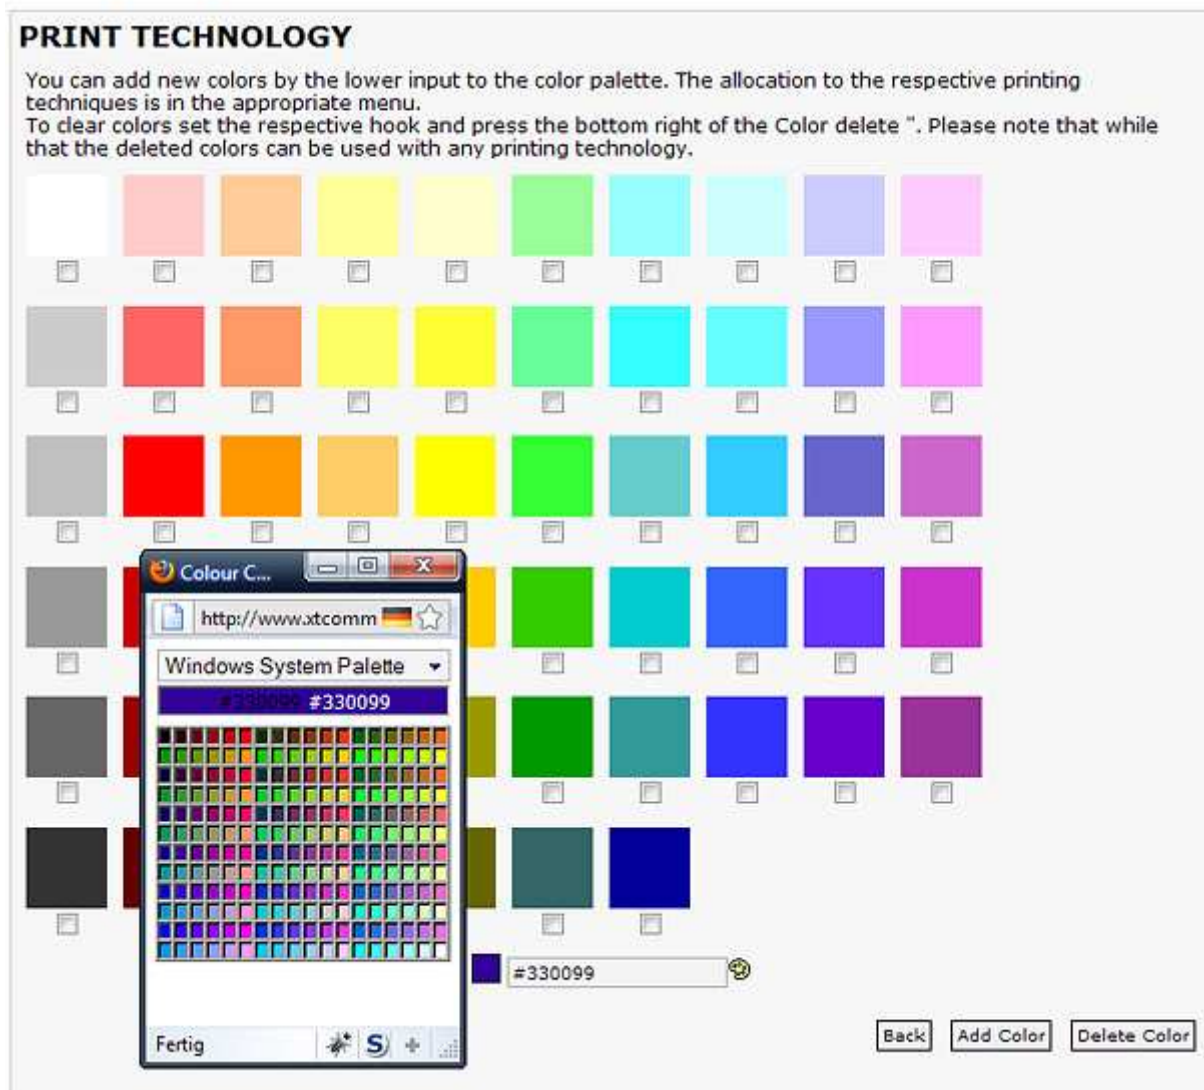 PRINT TECHNOLOGY
You can add new colors by the lower input to the color palette. The allocation to the respective printing
techniques is in the appropriate menu.
To clear colors set the respective hook and press the bottom right of the Color delete ". Please note that while
that the deleted colors can be used with any printing technology.
Colour C...
http://www.xtcomm
Windows System Palette
#330099 #330099
#330099
Fertig
Back Add Color Delete Color